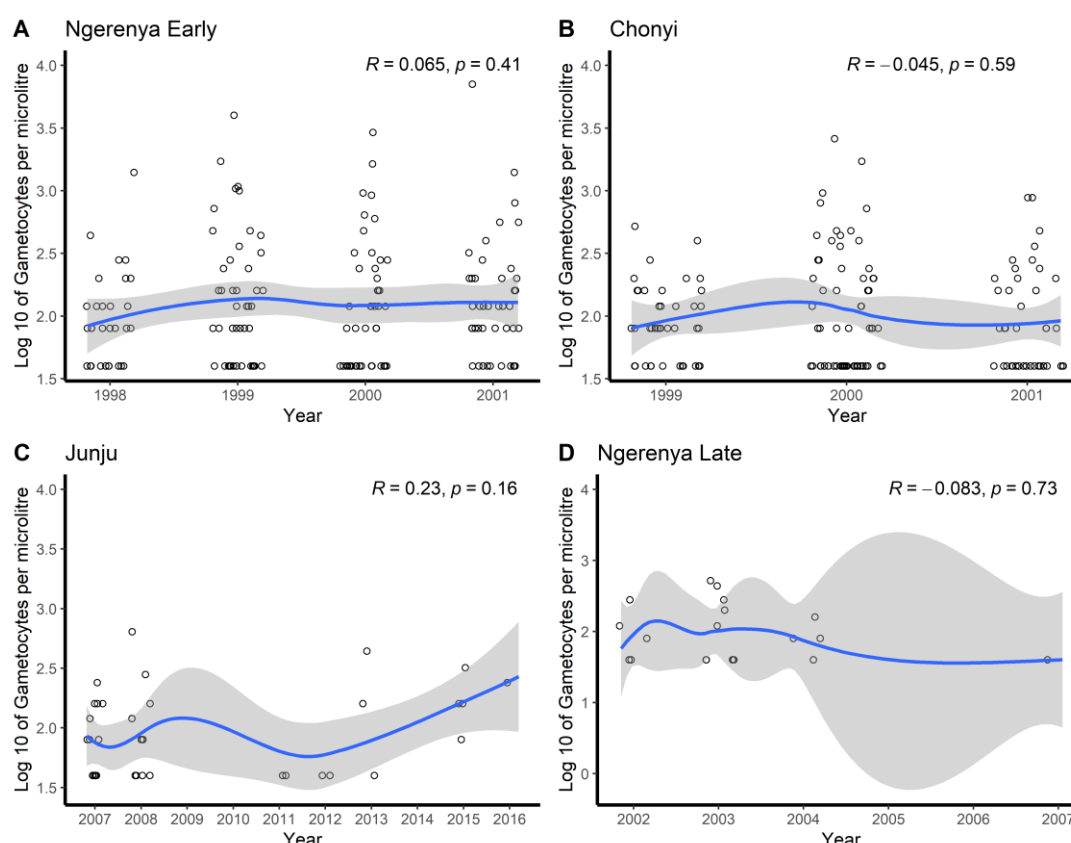 A Ngerenya Early
R = 0.065, p = 0.41
Log 10 of Gametocytes per microlitre
4.0
3.5
3.0
2.5
2.0
1.5
1998 1999 2000 2001
Year
B Chonyi
R = −0.045, p = 0.59
Log 10 of Gametocytes per microlitre
4.0
3.5
3.0
2.5
2.0
1.5
1999 2000 2001
Year
C Junju
R = 0.23, p = 0.16
Log 10 of Gametocytes per microlitre
4.0
3.5
3.0
2.5
2.0
1.5
2007 2008 2009 2010 2011 2012 2013 2014 2015 2016
Year
D Ngerenya Late
R = −0.083, p = 0.73
Log 10 of Gametocytes per microlitre
4
3
2
1
0
2002 2003 2004 2005 2006 2007
Year